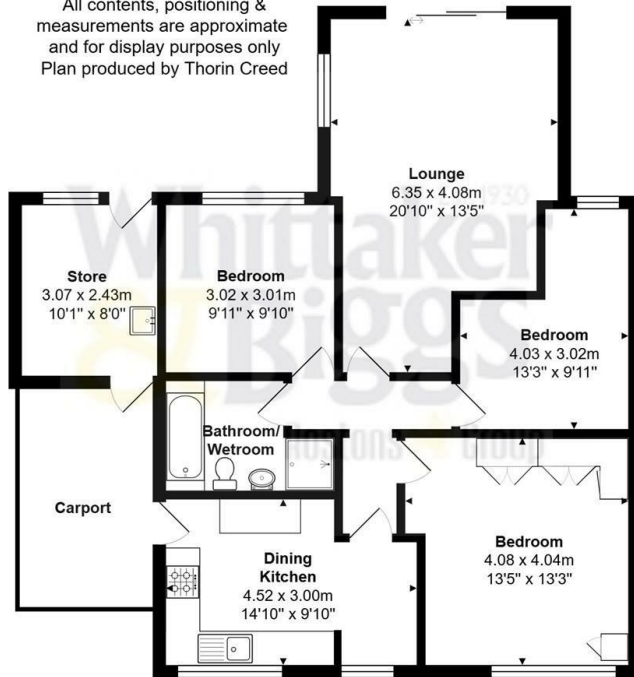 All contents, positioning &
measurements are approximate
and for display purposes only
Plan produced by Thorin Creed
Lounge
6.35 x 4.08m
20'10" x 13'5"
Store
3.07 x 2.43m
10'1" x 8'0"
Bedroom
3.02 x 3.01m
9'11" x 9'10"
Bedroom
4.03 x 3.02m
13'3" x 9'11"
Bathroom/
Wetroom
Carport
Dining
Kitchen
4.52 x 3.00m
14'10" x 9'10"
Bedroom
4.08 x 4.04m
13'5" x 13'3"
1930
Whittaker
& Biggs
Group